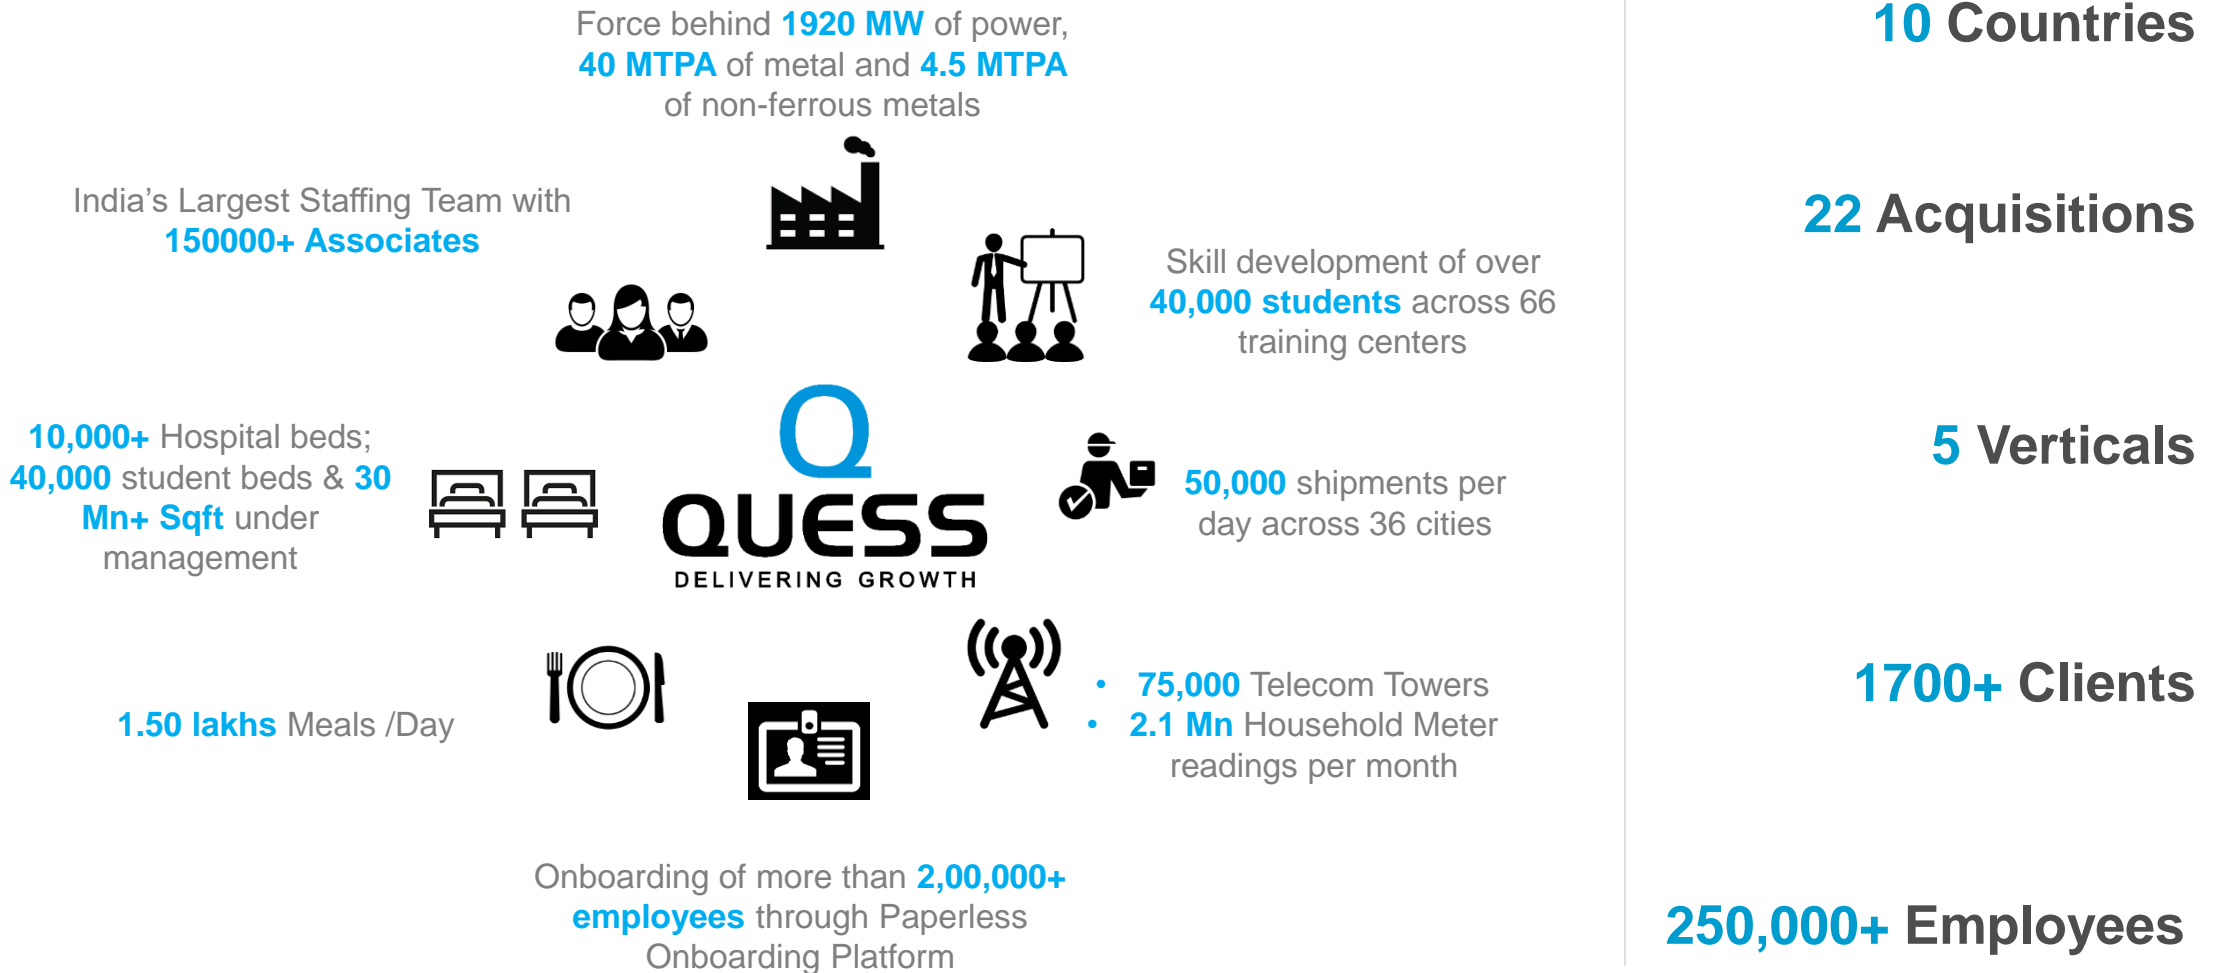 Force behind 1920 MW of power,
40 MTPA of metal and 4.5 MTPA
of non-ferrous metals
India’s Largest Staffing Team with
150000+ Associates
Skill development of over
40,000 students across 66
training centers
10,000+ Hospital beds;
40,000 student beds & 30
Mn+ Sqft under
management
Q
QUESS
DELIVERING GROWTH
50,000 shipments per
day across 36 cities
1.50 lakhs Meals /Day
• 75,000 Telecom Towers
• 2.1 Mn Household Meter
readings per month
Onboarding of more than 2,00,000+
employees through Paperless
Onboarding Platform
10 Countries
22 Acquisitions
5 Verticals
1700+ Clients
250,000+ Employees